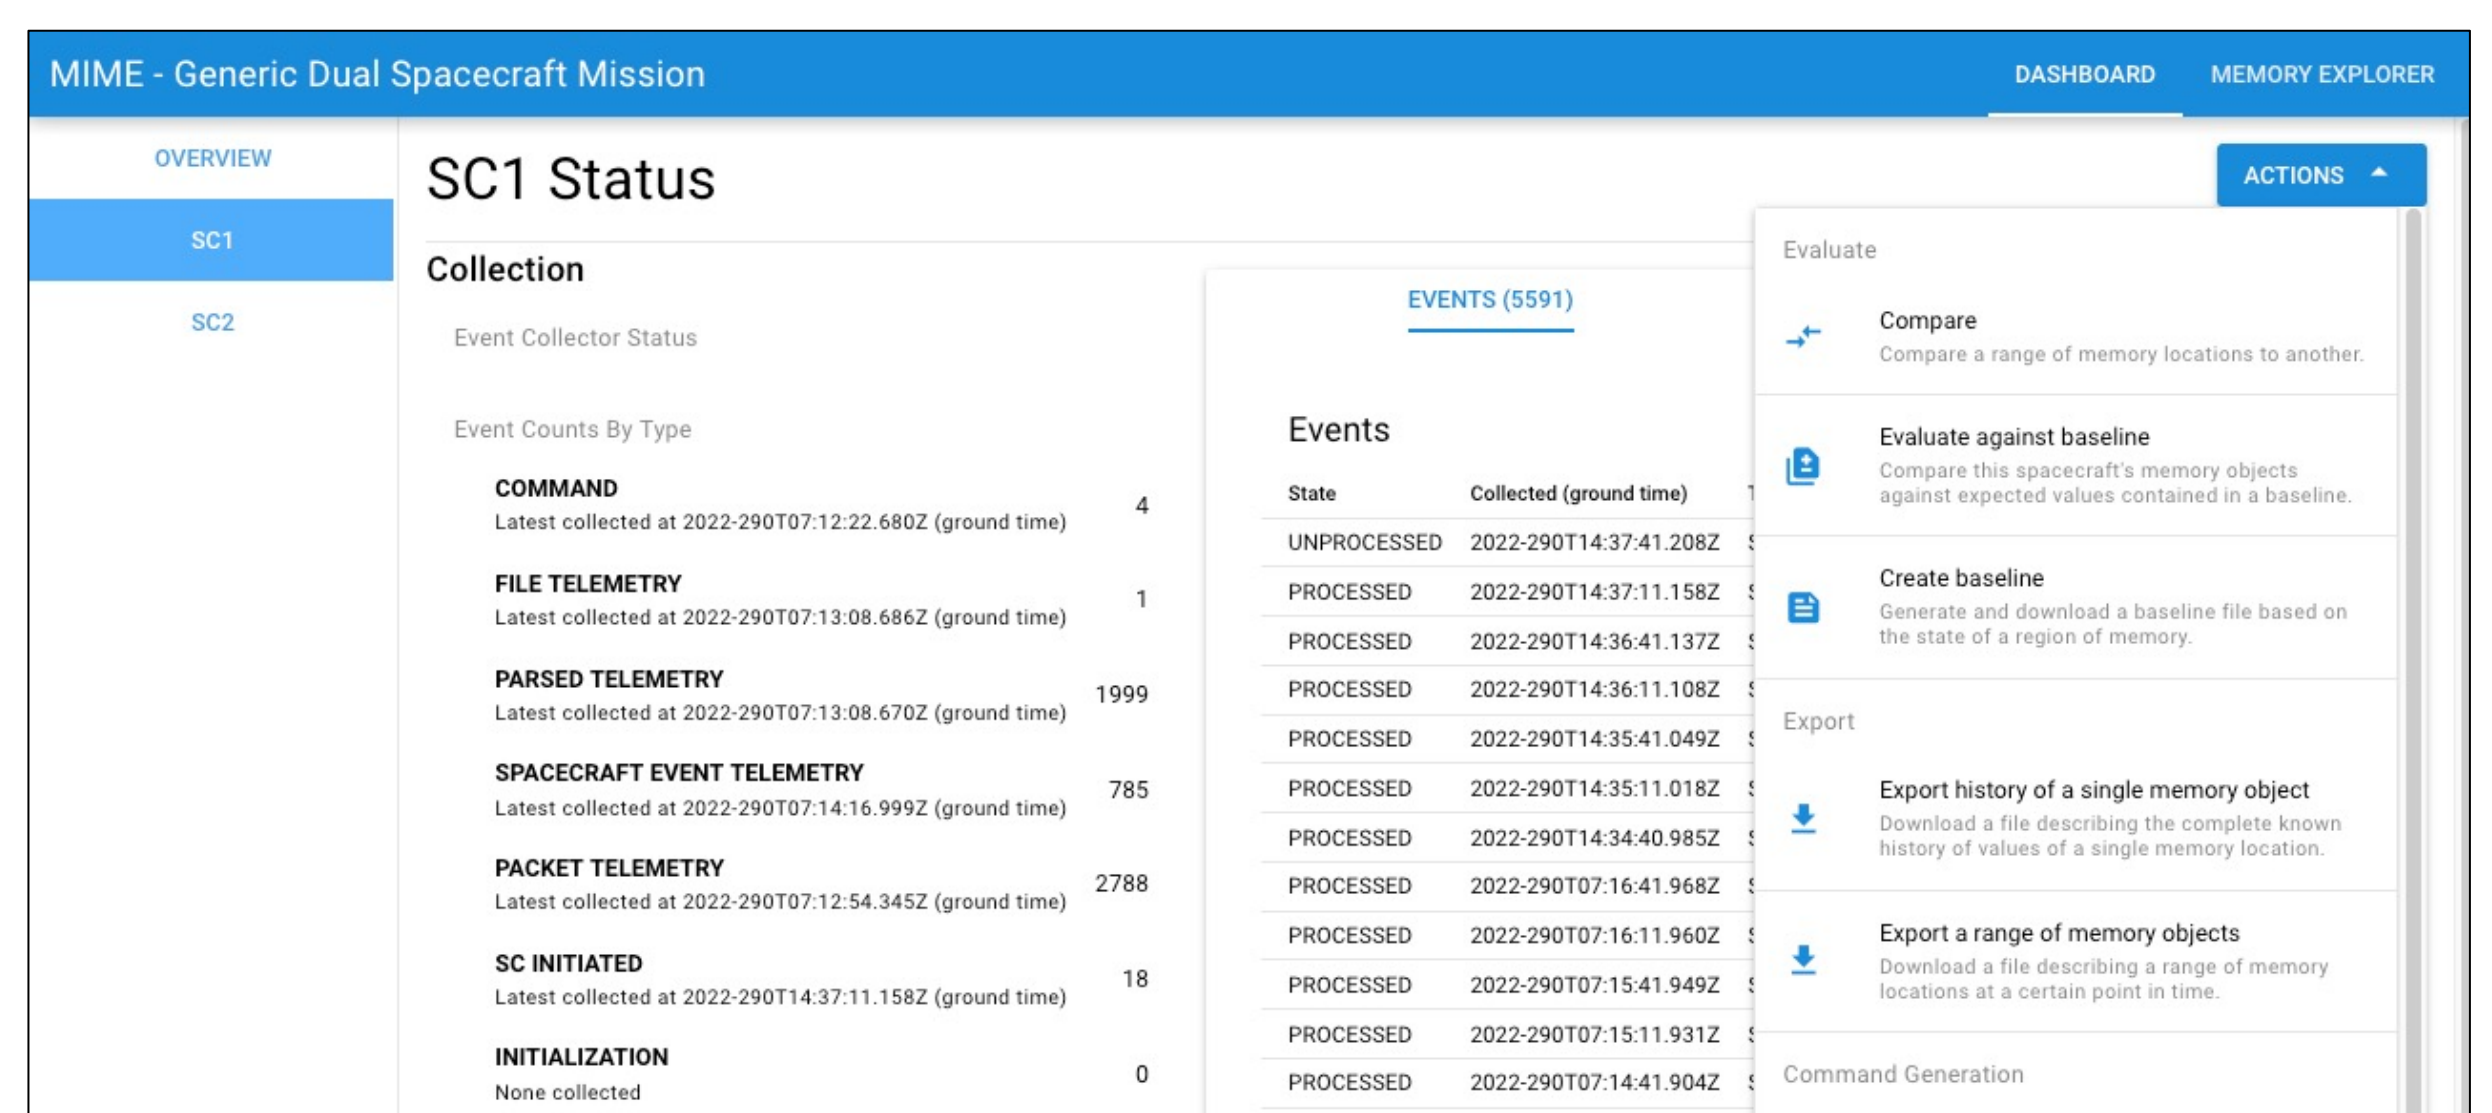 MIME - Generic Dual Spacecraft Mission
DASHBOARD
MEMORY EXPLORER
OVERVIEW
SC1
SC2
SC1 Status
ACTIONS
Collection
Event Collector Status
Event Counts By Type
COMMAND
Latest collected at 2022-290T07:12:22.680Z (ground time)
4
FILE TELEMETRY
Latest collected at 2022-290T07:13:08.686Z (ground time)
1
PARSED TELEMETRY
Latest collected at 2022-290T07:13:08.670Z (ground time)
1999
SPACECRAFT EVENT TELEMETRY
Latest collected at 2022-290T07:14:16.999Z (ground time)
785
PACKET TELEMETRY
Latest collected at 2022-290T07:12:54.345Z (ground time)
2788
SC INITIATED
Latest collected at 2022-290T14:37:11.158Z (ground time)
18
INITIALIZATION
None collected
0
EVENTS (5591)
Events
State Collected (ground time)
UNPROCESSED 2022-290T14:37:41.208Z
PROCESSED 2022-290T14:37:11.158Z
PROCESSED 2022-290T14:36:41.137Z
PROCESSED 2022-290T14:36:11.108Z
PROCESSED 2022-290T14:35:41.049Z
PROCESSED 2022-290T14:35:11.018Z
PROCESSED 2022-290T14:34:40.985Z
PROCESSED 2022-290T07:16:41.968Z
PROCESSED 2022-290T07:16:11.960Z
PROCESSED 2022-290T07:15:41.949Z
PROCESSED 2022-290T07:15:11.931Z
PROCESSED 2022-290T07:14:41.904Z
Evaluate
Compare
Compare a range of memory locations to another.
Evaluate against baseline
Compare this spacecraft's memory objects
against expected values contained in a baseline.
Create baseline
Generate and download a baseline file based on
the state of a region of memory.
Export
Export history of a single memory object
Download a file describing the complete known
history of values of a single memory location.
Export a range of memory objects
Download a file describing a range of memory
locations at a certain point in time.
Command Generation